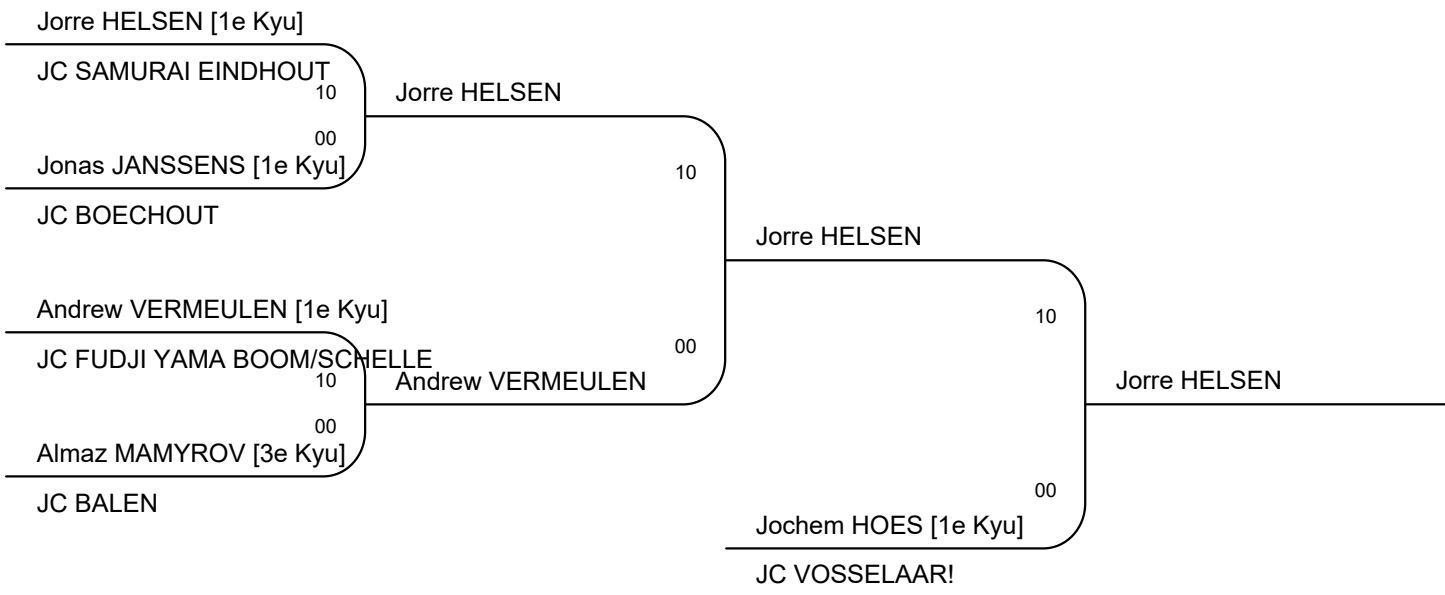 Jorre HELSEN [1e Kyu]
JC SAMURAI EINDHOUT
10
00
Jonas JANSSENS [1e Kyu]
JC BOECHOUT
Andrew VERMEULEN [1e Kyu]
JC FUDJI YAMA BOOM/SCHELLE
10
00
Almaz MAMYROV [3e Kyu]
JC BALEN
Jorre HELSEN
10
00
Andrew VERMEULEN
Jorre HELSEN
10
00
Jochem HOES [1e Kyu]
JC VOSSELAAR!
Jorre HELSEN